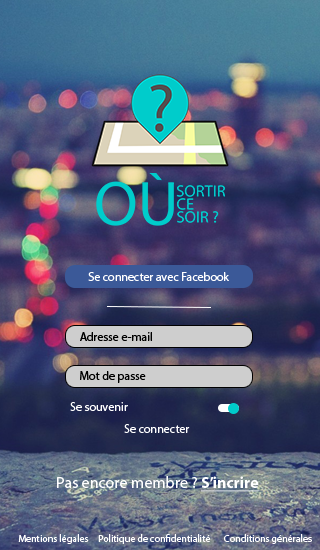 ?
OÙ SORTIR
CE
SOIR ?
Se connecter avec Facebook
Adresse e-mail
Mot de passe
Se souvenir
Se connecter
Pas encore membre ? S'incrire
Mentions légales Politique de confidentialité Conditions générales